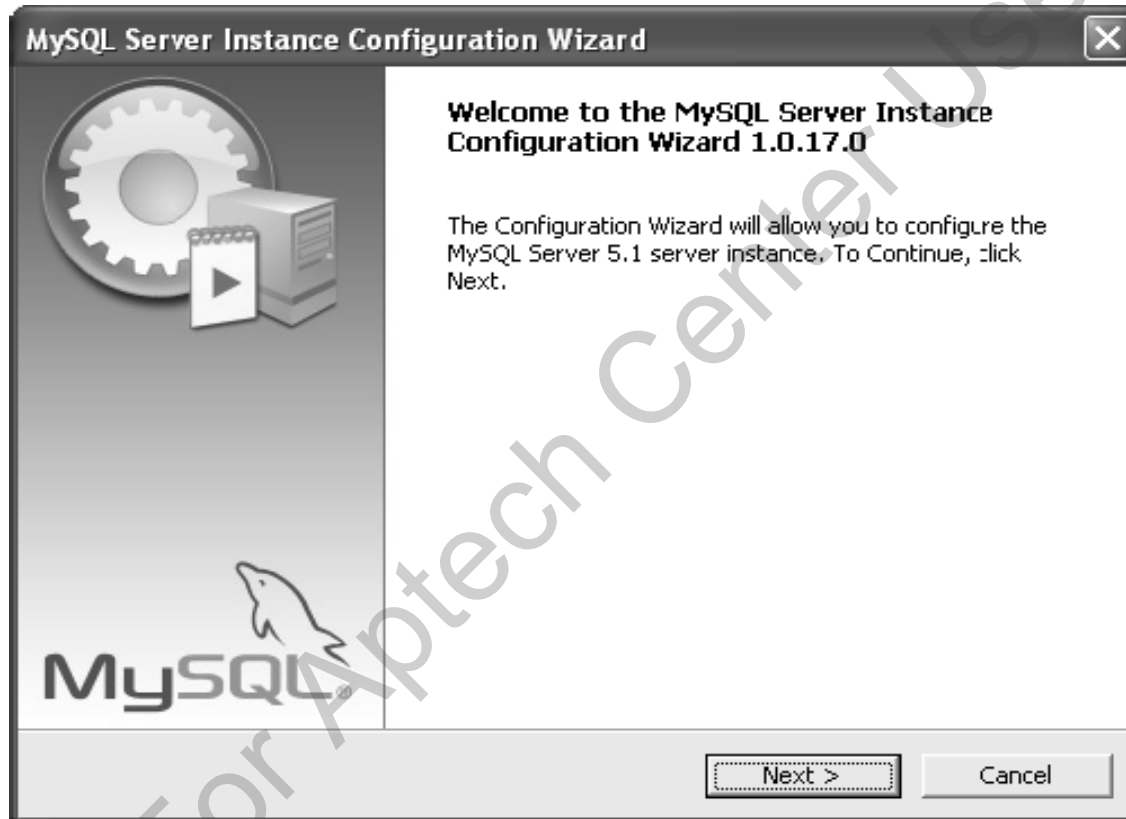 MySQL Server Instance Configuration Wizard
Welcome to the MySQL Server Instance
Configuration Wizard 1.0.17.0
The Configuration Wizard will allow you to configure the
MySQL Server 5.1 server instance. To Continue, click
Next.
MySQL®
Next >
Cancel
For Aptech Center Use